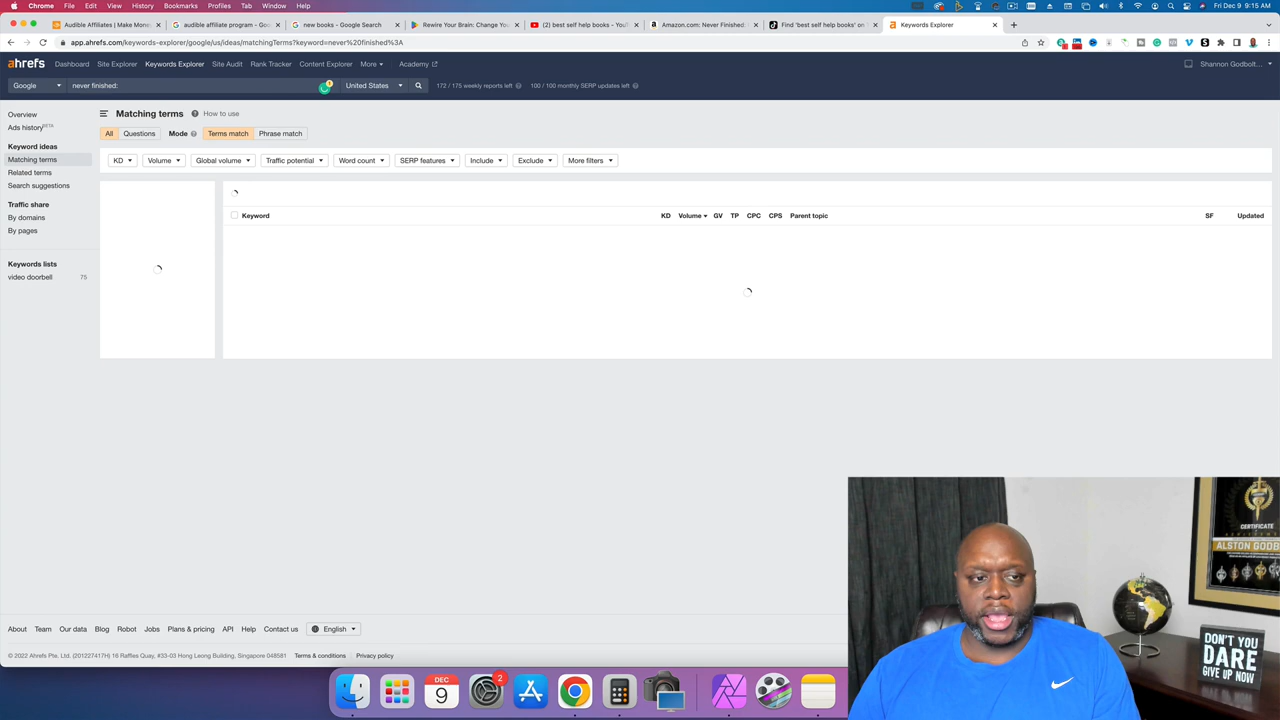 Chrome File Edit View History Bookmarks Profiles Tab Window Help Fri Dec 9 9:15 AM
Audible Affiliates | Make Mone audible affiliate program - Goo new books - Google Search Rewire Your Brain: Change You (2) best self help books - You Amazon.com: Never Finished: Find 'best self help books' on Keywords Explorer
app.ahrefs.com/keywords-explorer/google/us/ideas/matchingTerms?keyword=never%20finished%3A
ahrefs Dashboard Site Explorer Keywords Explorer Site Audit Rank Tracker Content Explorer More Academy Shannon Godbolt...
Google never finished: United States 172 / 175 weekly reports left 100 / 100 monthly SERP updates left
Overview
Ads history BETA
Keyword ideas
Matching terms
Related terms
Search suggestions
Traffic share
By domains
By pages
Keywords lists
video doorbell 75
Matching terms ? How to use
All Questions Mode Terms match Phrase match
KD Volume Global volume Traffic potential Word count SERP features Include Exclude More filters
Keyword KD Volume GV TP CPC CPS Parent topic SF Updated
CERTIFICATE
ALSTON GODB
DON'T YOU
DARE
GIVE UP NOW
About Team Our data Blog Robot Jobs Plans & pricing API Help Contact us English
© 2022 Ahrefs Pte. Ltd. (201227417H) 16 Raffles Quay, #33-03 Hong Leong Building, Singapore 048581 Terms & conditions Privacy policy
DEC
9
2